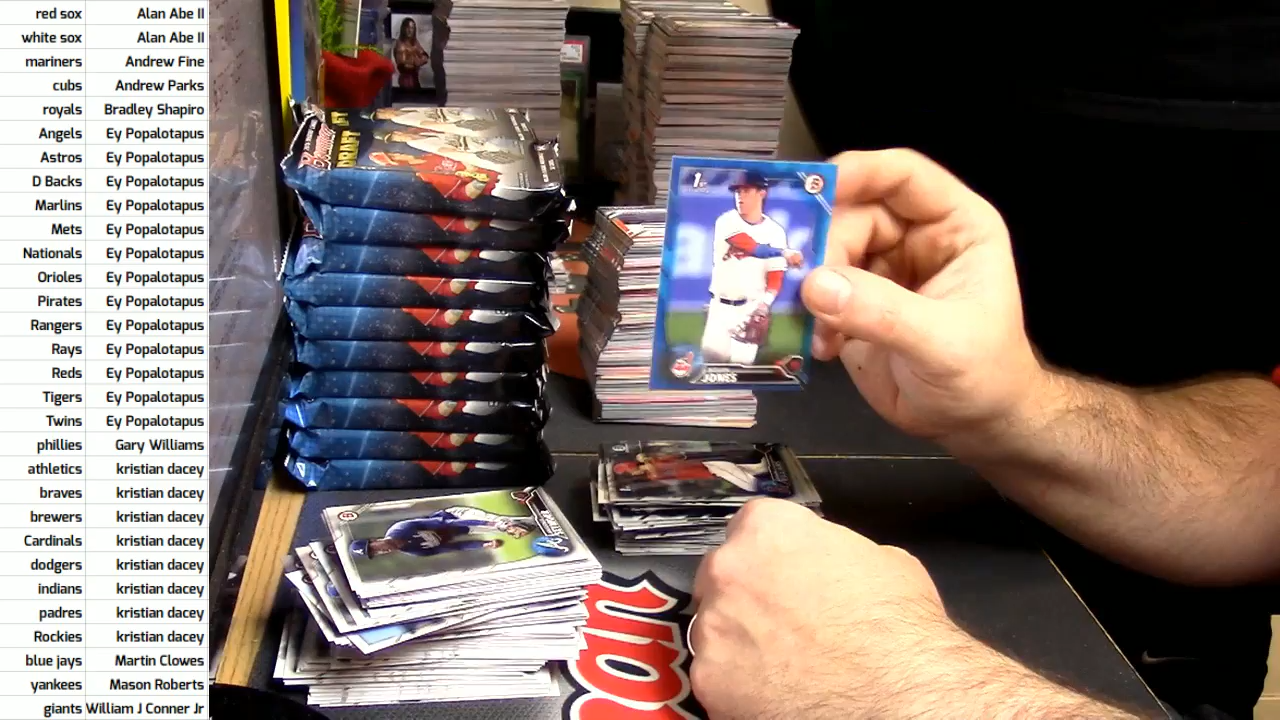 red sox Alan Abe II
white sox Alan Abe II
mariners Andrew Fine
cubs Andrew Parks
royals Bradley Shapiro
Angels Ey Popalotapus
Astros Ey Popalotapus
D Backs Ey Popalotapus
Marlins Ey Popalotapus
Mets Ey Popalotapus
Nationals Ey Popalotapus
Orioles Ey Popalotapus
Pirates Ey Popalotapus
Rangers Ey Popalotapus
Rays Ey Popalotapus
Reds Ey Popalotapus
Tigers Ey Popalotapus
Twins Ey Popalotapus
phillies Gary Williams
athletics kristian dacey
braves kristian dacey
brewers kristian dacey
Cardinals kristian dacey
dodgers kristian dacey
indians kristian dacey
padres kristian dacey
Rockies kristian dacey
blue jays Martin Clowes
yankees Mason Roberts
giants William J Conner Jr
Bowman
DRAFT
1st
JONES